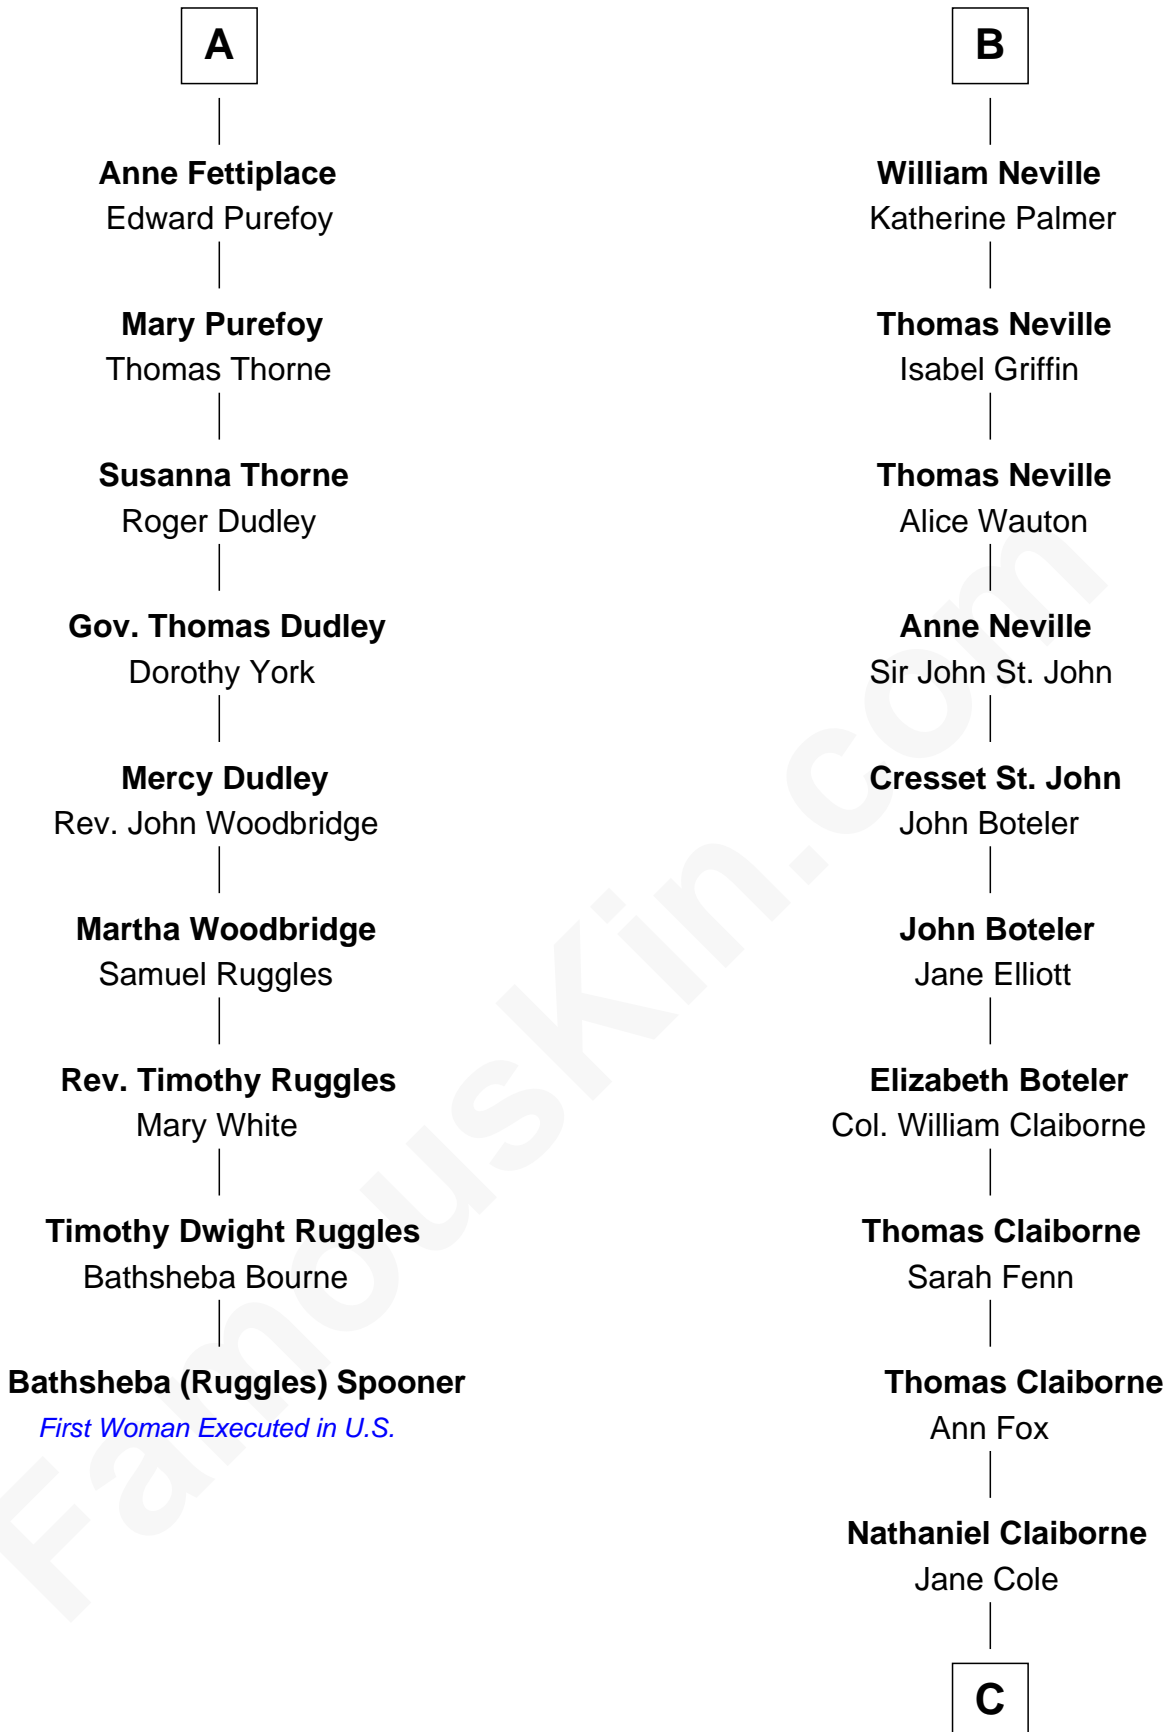 A
Anne Fettiplace
Edward Purefoy
Mary Purefoy
Thomas Thorne
Susanna Thorne
Roger Dudley
Gov. Thomas Dudley
Dorothy York
Mercy Dudley
Rev. John Woodbridge
Martha Woodbridge
Samuel Ruggles
Rev. Timothy Ruggles
Mary White
Timothy Dwight Ruggles
Bathsheba Bourne
Bathsheba (Ruggles) Spooner
First Woman Executed in U.S.
B
William Neville
Katherine Palmer
Thomas Neville
Isabel Griffin
Thomas Neville
Alice Wauton
Anne Neville
Sir John St. John
Cresset St. John
John Boteler
John Boteler
Jane Elliott
Elizabeth Boteler
Col. William Claiborne
Thomas Claiborne
Sarah Fenn
Thomas Claiborne
Ann Fox
Nathaniel Claiborne
Jane Cole
C
FamousKin.com